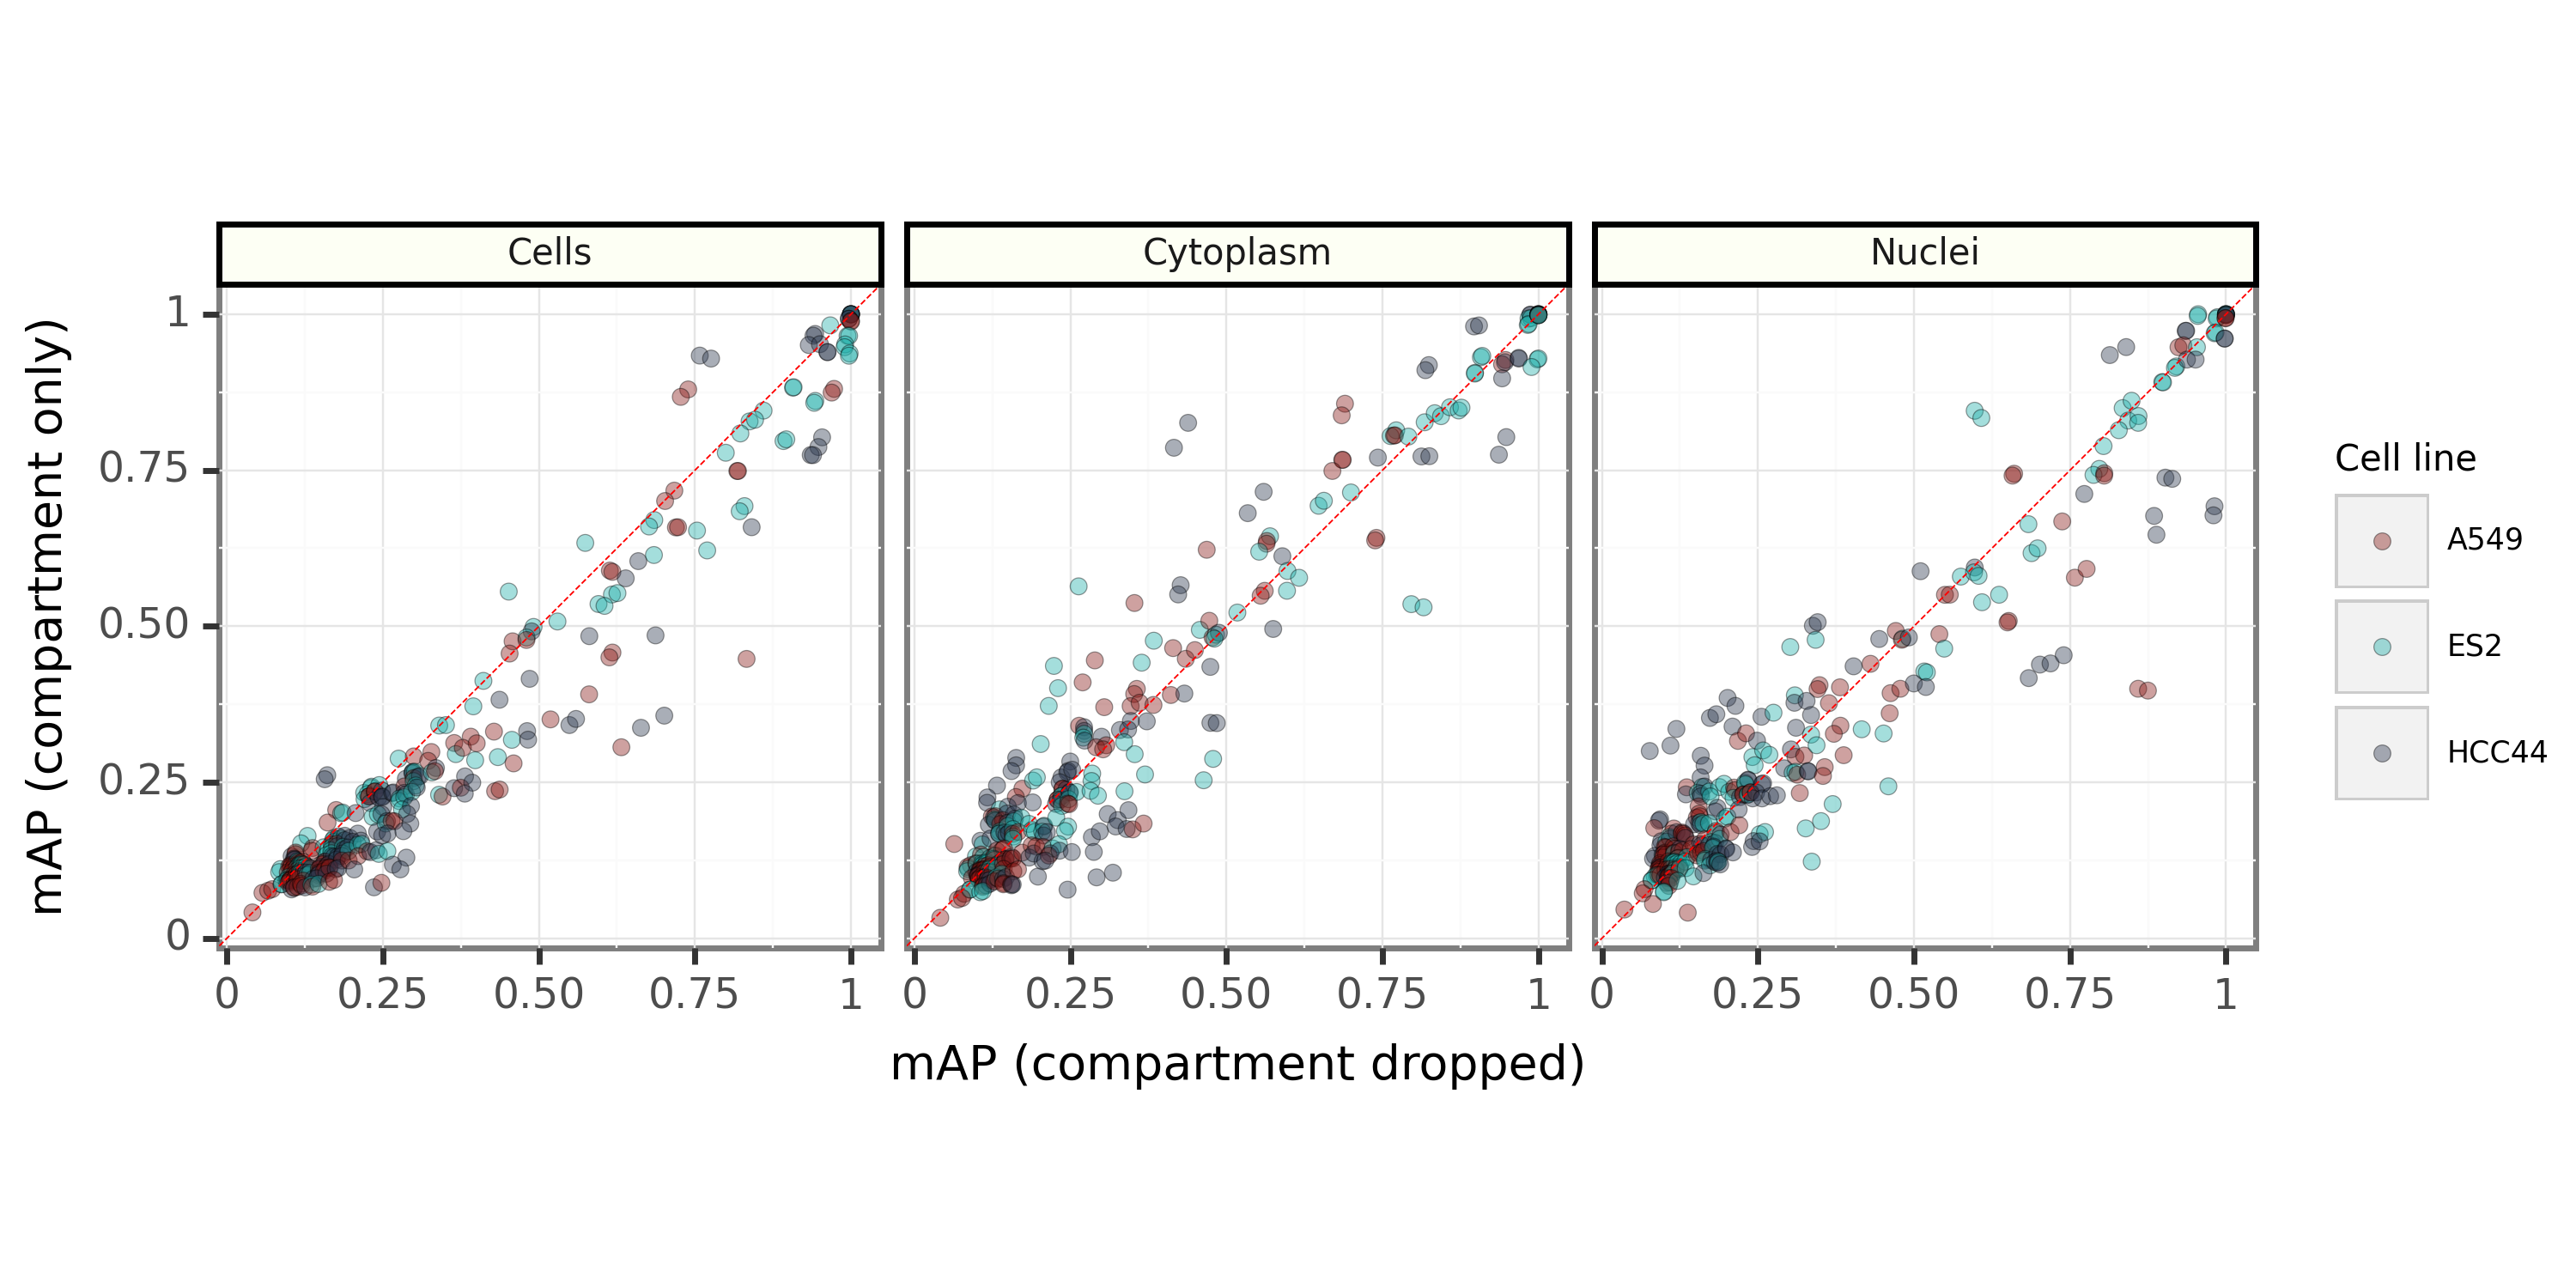 Cells Cytoplasm Nuclei
mAP (compartment only)
1
0.75
0.50
0.25
0
0 0.25 0.50 0.75 1 0 0.25 0.50 0.75 1 0 0.25 0.50 0.75 1
mAP (compartment dropped)
Cell line
A549
ES2
HCC44